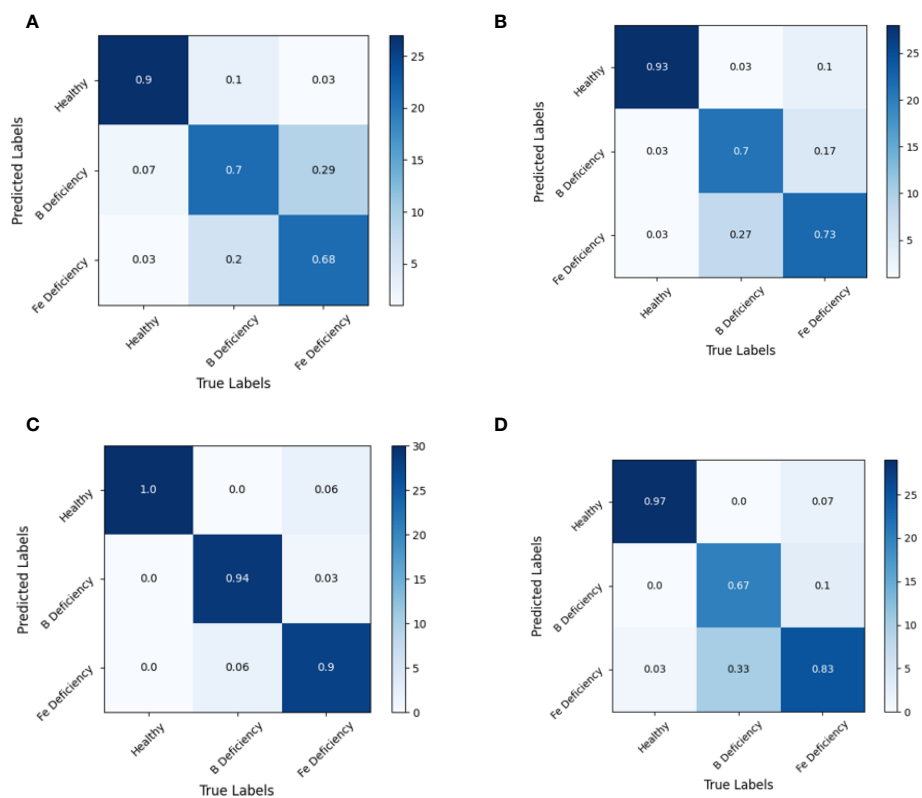 A
Predicted Labels
Healthy
B Deficiency
Fe Deficiency
0.9 0.1 0.03
0.07 0.7 0.29
0.03 0.2 0.68
Healthy B Deficiency Fe Deficiency
True Labels
25
20
15
10
5
B
Predicted Labels
Healthy
B Deficiency
Fe Deficiency
0.93 0.03 0.1
0.03 0.7 0.17
0.03 0.27 0.73
Healthy B Deficiency Fe Deficiency
True Labels
25
20
15
10
5
C
Predicted Labels
Healthy
B Deficiency
Fe Deficiency
1.0 0.0 0.06
0.0 0.94 0.03
0.0 0.06 0.9
Healthy B Deficiency Fe Deficiency
True Labels
30
25
20
15
10
5
0
D
Predicted Labels
Healthy
B Deficiency
Fe Deficiency
0.97 0.0 0.07
0.0 0.67 0.1
0.03 0.33 0.83
Healthy B Deficiency Fe Deficiency
True Labels
25
20
15
10
5
0